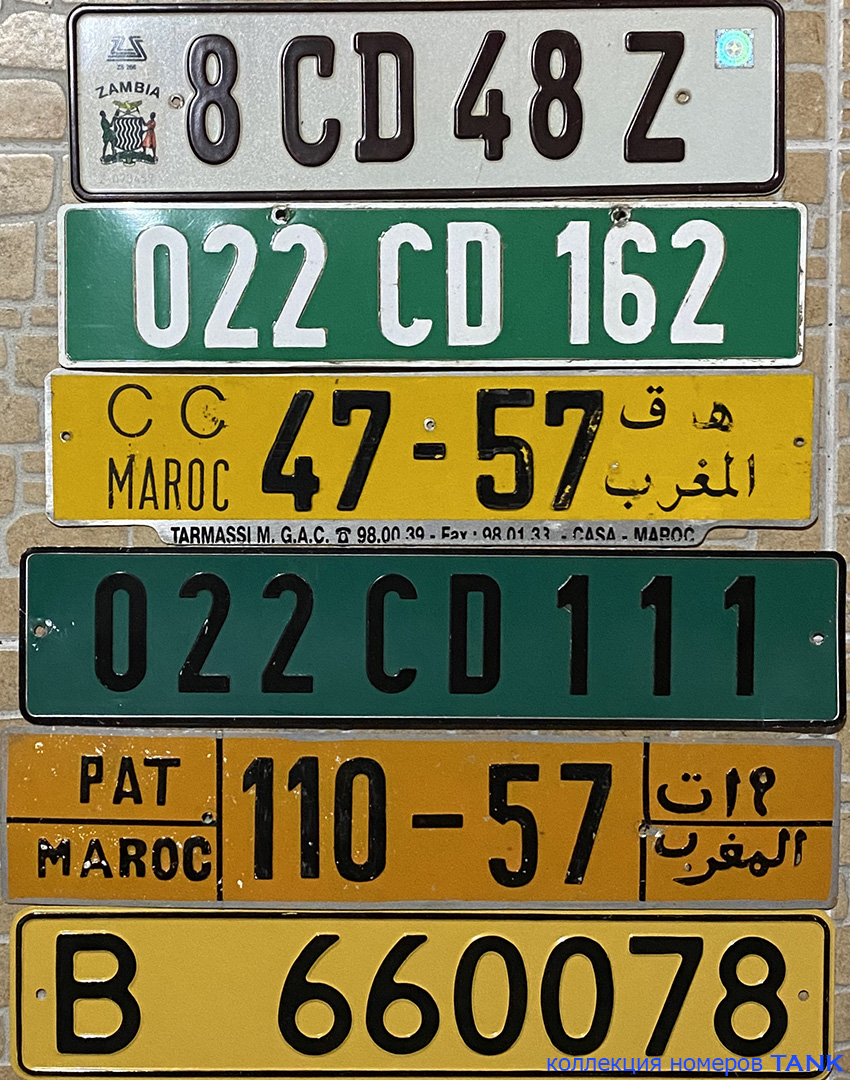 ZS
ZAMBIA
8 CD 48 Z
022 CD 162
CC 47-57 ه ق
MAROC المغرب
TARMASSI M. G.A.C. ☎ 98.00.39 - Fax : 98.01.33 - CASA - MAROC
022 CD 111
PAT 110-57 م ا ت
MAROC المغرب
B 660078
коллекция номеров TANK